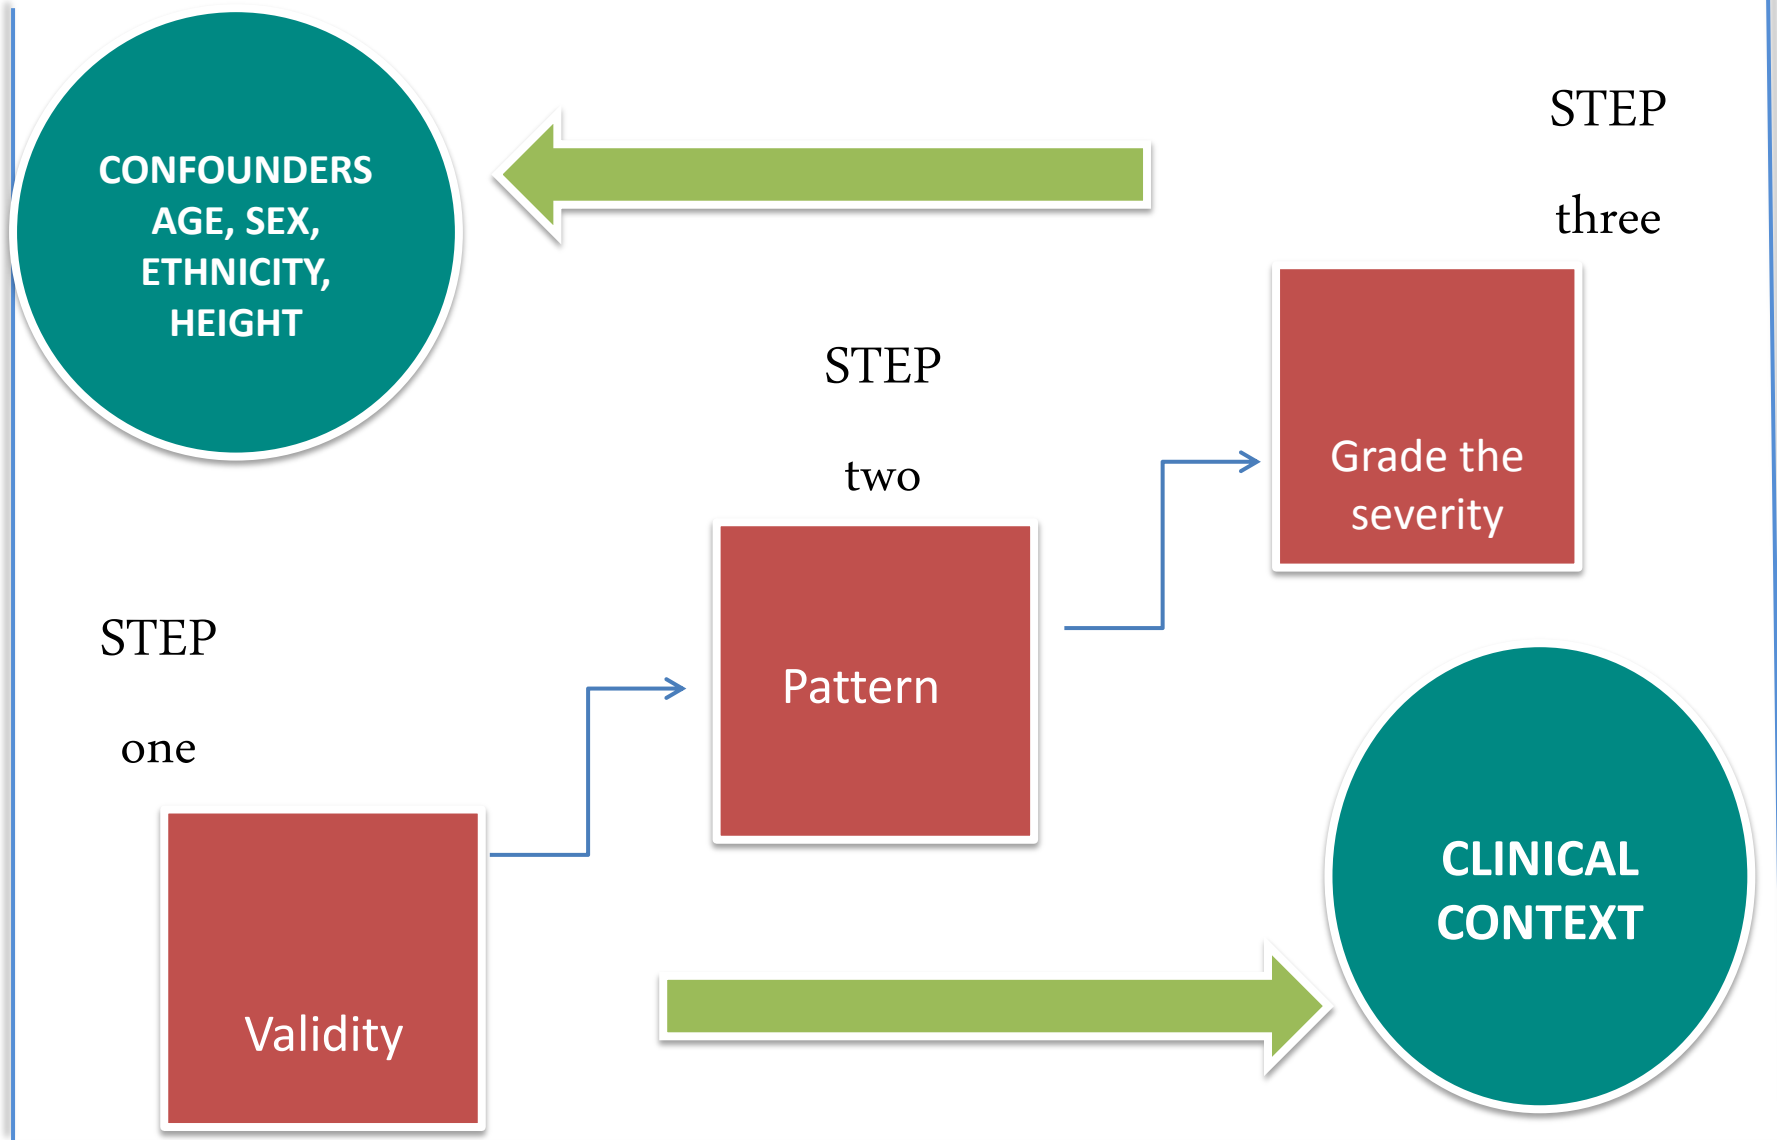 CONFOUNDERS
AGE, SEX,
ETHNICITY,
HEIGHT
STEP
one
Validity
STEP
two
Pattern
STEP
three
Grade the
severity
CLINICAL
CONTEXT